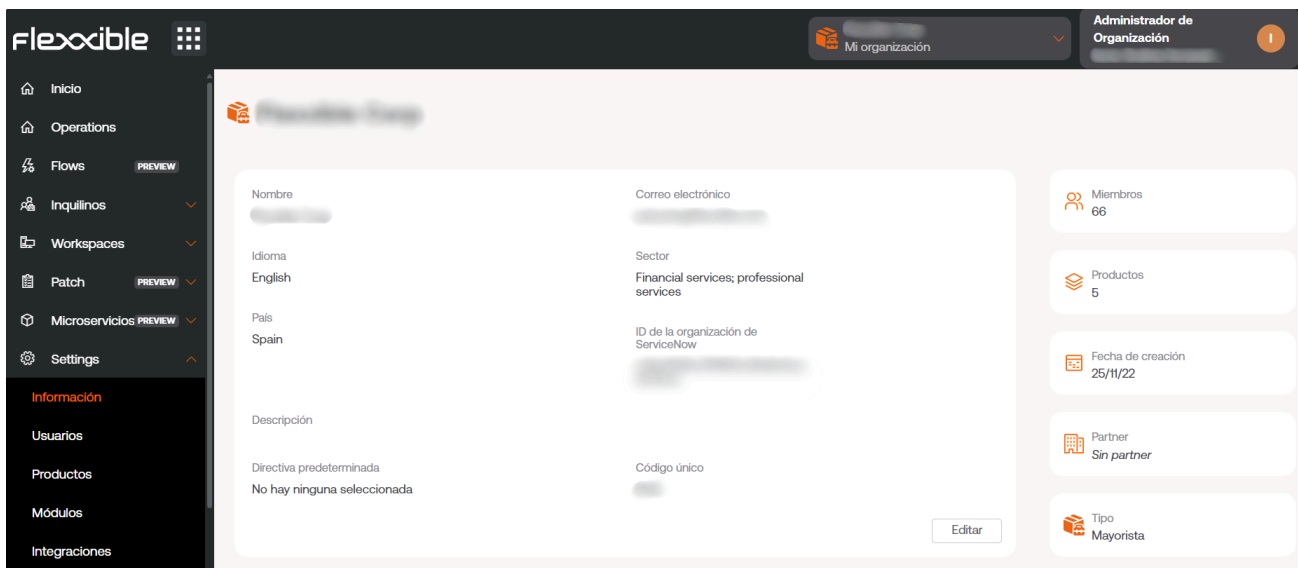 Flexxible
Mi organización
Administrador de
Organización
I
Inicio
Operations
Flows PREVIEW
Inquilinos
Workspaces
Patch PREVIEW
Microservicios PREVIEW
Settings
Información
Usuarios
Productos
Módulos
Integraciones
Nombre
Correo electrónico
Idioma
English
Sector
Financial services; professional
services
País
Spain
ID de la organización de
ServiceNow
Descripción
Directiva predeterminada
No hay ninguna seleccionada
Código único
Editar
Miembros
66
Productos
5
Fecha de creación
25/11/22
Partner
Sin partner
Tipo
Mayorista